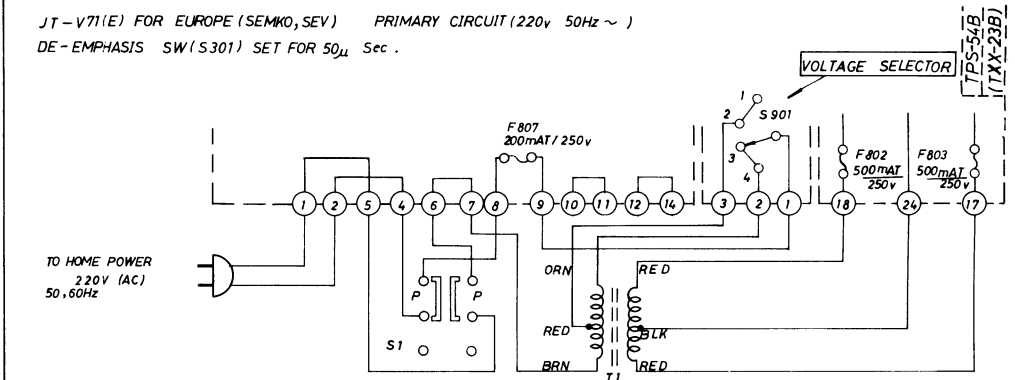 JT-V71(E) FOR EUROPE (SEMKO, SEV) PRIMARY CIRCUIT (220v 50Hz ~ )
DE-EMPHASIS SW(S301) SET FOR 50μ Sec.
TPS-54B
(TXX-23B)
VOLTAGE SELECTOR
1
2
S901
3
4
F807
200mAT/250v
F802
500mAT
250v
F803
500mAT
250v
1 2 5 4 6 7 8 9 10 11 12 14 3 2 1 18 24 17
TO HOME POWER
220V (AC)
50,60Hz
P P
S1
ORN RED
RED BLK
BRN RED
T1